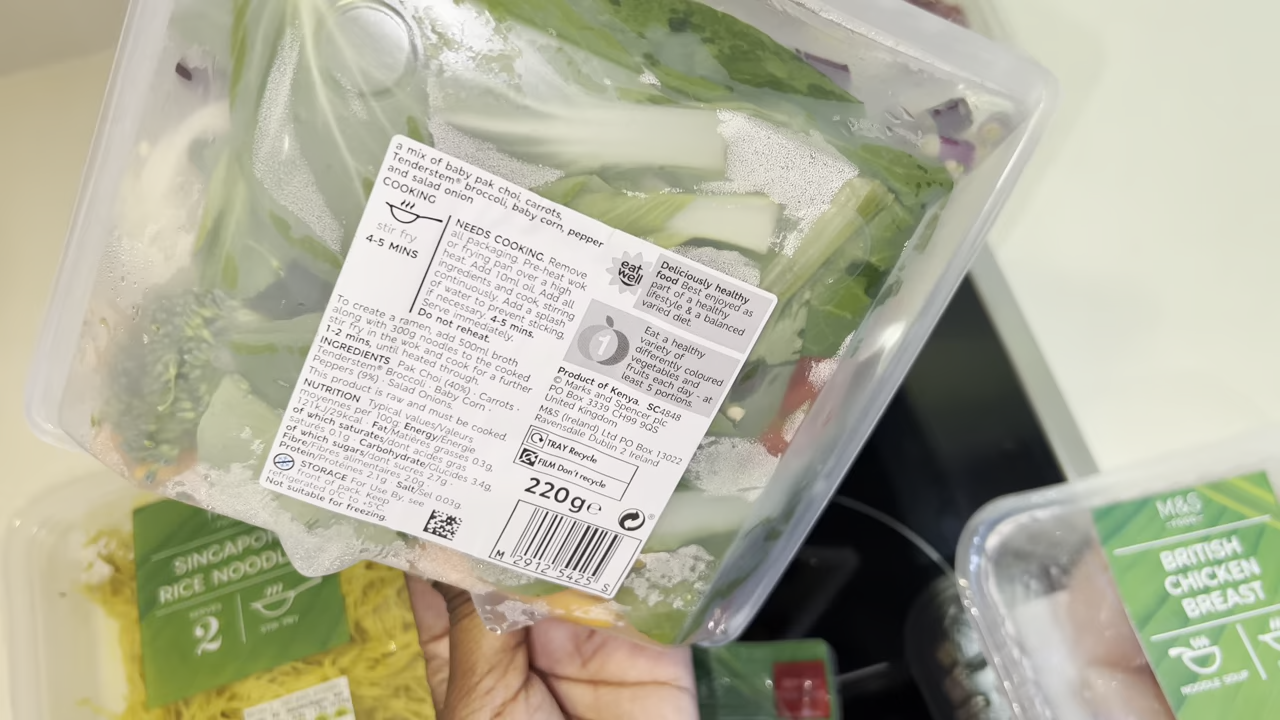 a mix of baby pak choi, carrots,
Tenderstem® broccoli, baby corn, pepper
and salad onion
COOKING
stir fry
4-5 MINS
NEEDS COOKING. Remove
all packaging. Pre-heat wok
or frying pan over a high
heat. Add 10ml oil. Add all
ingredients and cook, stirring
continuously. Add a splash
of water to prevent sticking,
if necessary. 4-5 mins.
Serve immediately.
Do not reheat.
To create a ramen, add 500ml broth
along with 300g noodles to the cooked
stir fry in the wok and cook for a further
1-2 mins, until heated through.
INGREDIENTS Pak Choi (40%) · Carrots ·
Tenderstem® Broccoli · Baby Corn ·
Peppers (9%) · Salad Onions.
This product is raw and must be cooked.
NUTRITION Typical values/Valeurs
moyennes per 100g: Energy/Énergie
121kJ/29kcal · Fat/Matières grasses 0.3g,
of which saturates/dont acides gras
saturés 0.1g · Carbohydrate/Glucides 3.4g,
of which sugars/dont sucres 2.7g ·
Fibre/Fibres alimentaires 2.0g ·
Protein/Protéines 2.1g · Salt/Sel 0.03g.
STORAGE For Use By, see
front of pack. Keep
refrigerated 0°C to +5°C.
Not suitable for freezing.
eat
well
Deliciously healthy
food Best enjoyed as
part of a healthy
lifestyle & a balanced
varied diet.
1
Eat a healthy
variety of
differently coloured
vegetables and
fruits each day - at
least 5 portions.
Product of Kenya. SC4848
© Marks and Spencer plc
PO Box 3339 CH99 9QS
United Kingdom
M&S (Ireland) Ltd PO Box 13022
Ravensdale Dublin 2 Ireland
TRAY Recycle
FILM Don't recycle
220g℮
M 2912 5425 S
SINGAPO
RICE NOODL
SERVES
2
STIR FRY
M&S
FOOD
BRITISH
CHICKEN
BREAST
NOODLE SOUP